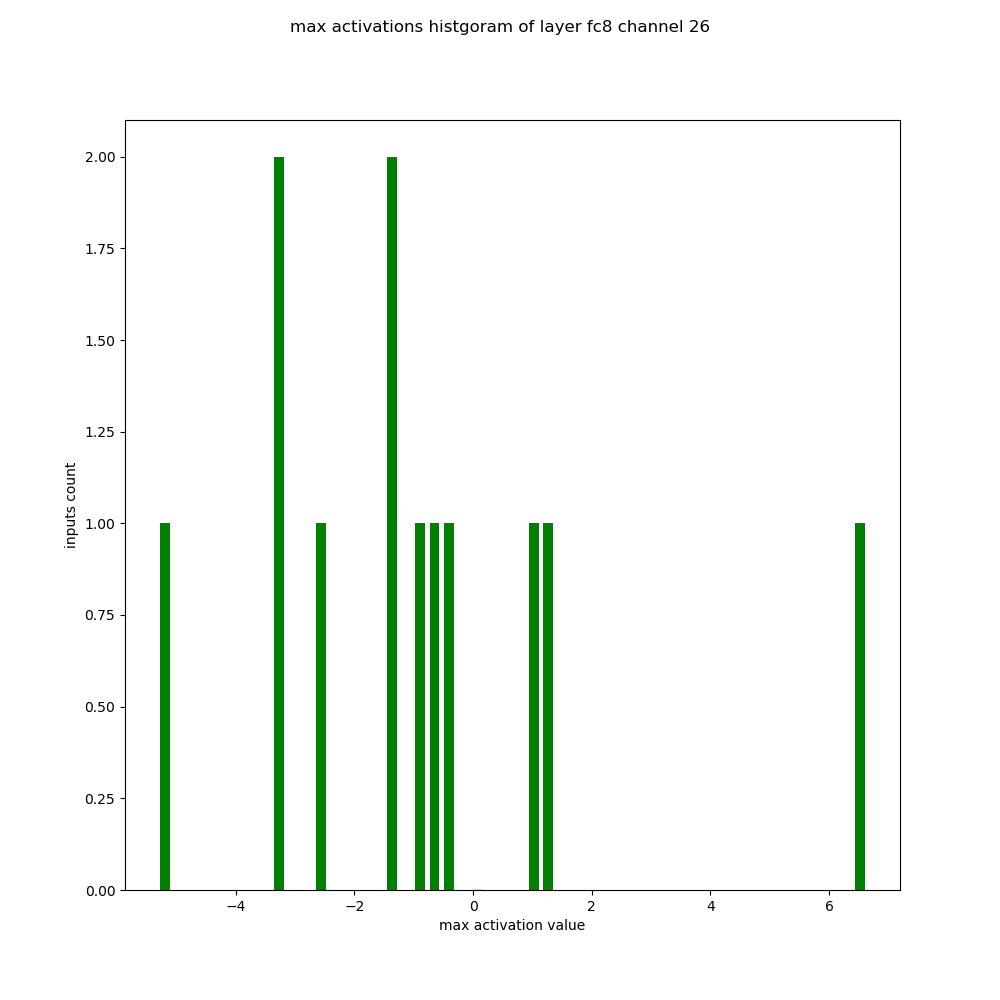 max activations histgoram of layer fc8 channel 26
2.00
1.75
1.50
1.25
1.00
0.75
0.50
0.25
0.00
inputs count
−4 −2 0 2 4 6
max activation value